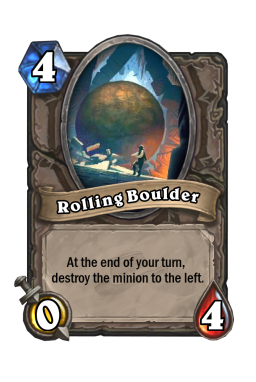 4
Rolling Boulder
At the end of your turn,
destroy the minion to the left.
0
4